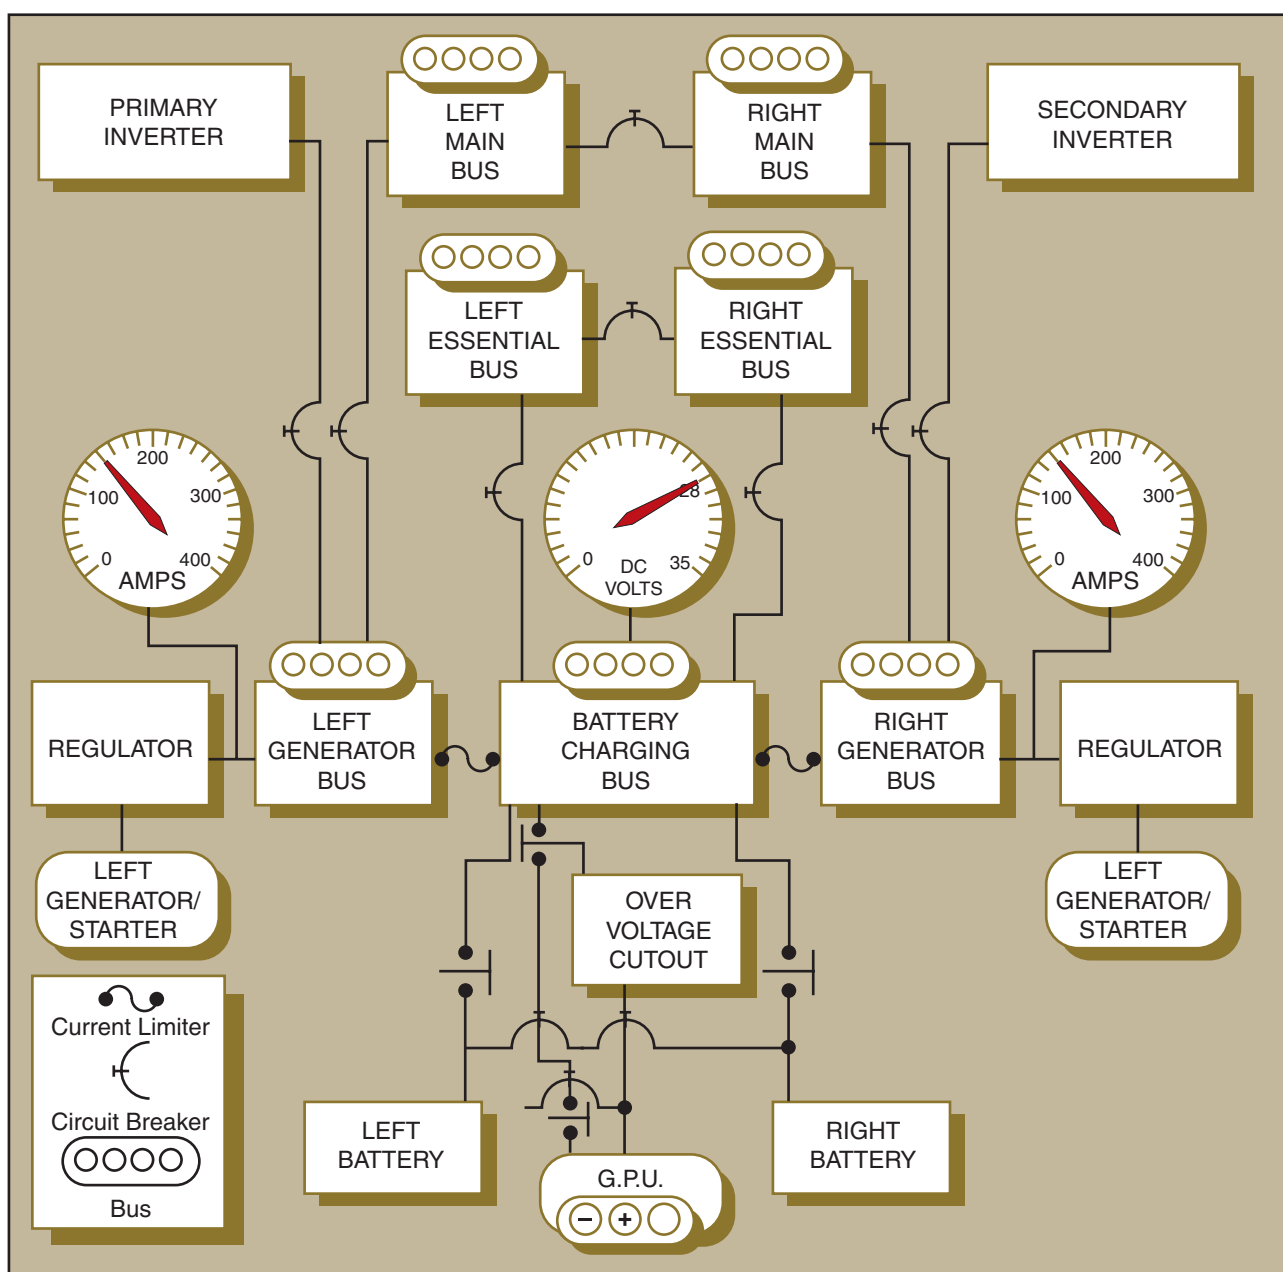 PRIMARY
INVERTER
LEFT
MAIN
BUS
RIGHT
MAIN
BUS
SECONDARY
INVERTER
LEFT
ESSENTIAL
BUS
RIGHT
ESSENTIAL
BUS
0
100
200
300
400
AMPS
0
28
35
DC
VOLTS
0
100
200
300
400
AMPS
REGULATOR
LEFT
GENERATOR
BUS
BATTERY
CHARGING
BUS
RIGHT
GENERATOR
BUS
REGULATOR
LEFT
GENERATOR/
STARTER
OVER
VOLTAGE
CUTOUT
LEFT
GENERATOR/
STARTER
Current Limiter
Circuit Breaker
Bus
LEFT
BATTERY
G.P.U.
− +
RIGHT
BATTERY